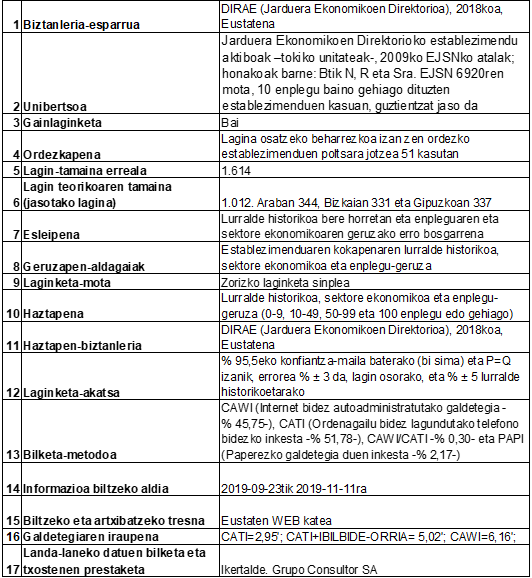 1 Biztanleria-esparrua
DIRAE (Jarduera Ekonomikoen Direktorioa), 2018koa,
Eustatena
2 Unibertsoa
Jarduera Ekonomikoen Direktorioko establezimendu
aktiboak –tokiko unitateak-, 2009ko EJSNko atalak;
honakoak barne: Btik N, R eta Sra. EJSN 6920ren
mota, 10 enplegu baino gehiago dituzten
establezimenduen kasuan, guztientzat jaso da
3 Gainlaginketa
Bai
4 Ordezkapena
Lagina osatzeko beharrezkoa izan zen ordezko
establezimenduen poltsara jotzea 51 kasutan
5 Lagin-tamaina erreala
1.614
6 Lagin teorikoaren tamaina
(jasotako lagina)
1.012. Araban 344, Bizkaian 331 eta Gipuzkoan 337
7 Esleipena
Lurralde historikoa bere horretan eta enpleguaren eta
sektore ekonomikoaren geruzako erro bosgarrena
8 Geruzapen-aldagaiak
Establezimenduaren kokapenaren lurralde historikoa,
sektore ekonomikoa eta enplegu-geruza
9 Laginketa-mota
Zorizko laginketa sinplea
10 Haztapena
Lurralde historikoa, sektore ekonomikoa eta enplegu-
geruza (0-9, 10-49, 50-99 eta 100 enplegu edo gehiago)
11 Haztapen-biztanleria
DIRAE (Jarduera Ekonomikoen Direktorioa), 2018koa,
Eustatena
12 Laginketa-akatsa
% 95,5eko konfiantza-maila baterako (bi sima) eta P=Q
izanik, errorea % ± 3 da, lagin osorako, eta % ± 5 lurralde
historikoetarako
13 Bilketa-metodoa
CAWI (Internet bidez autoadministratutako galdetegia -
% 45,75-), CATI (Ordenagailu bidez lagundutako telefono
bidezko inkesta -% 51,78-), CAWI/CATI -% 0,30- eta PAPI
(Paperezko galdetegia duen inkesta -% 2,17-)
14 Informazioa biltzeko aldia
2019-09-23tik 2019-11-11ra
15 Biltzeko eta artxibatzeko tresna
Eustaten WEB katea
16 Galdetegiaren iraupena
CATI=2,95'; CATI+IBILBIDE-ORRIA= 5,02'; CAWI=6,16';
17 Landa-laneko datuen bilketa eta
txostenen prestaketa
Ikertalde. Grupo Consultor SA